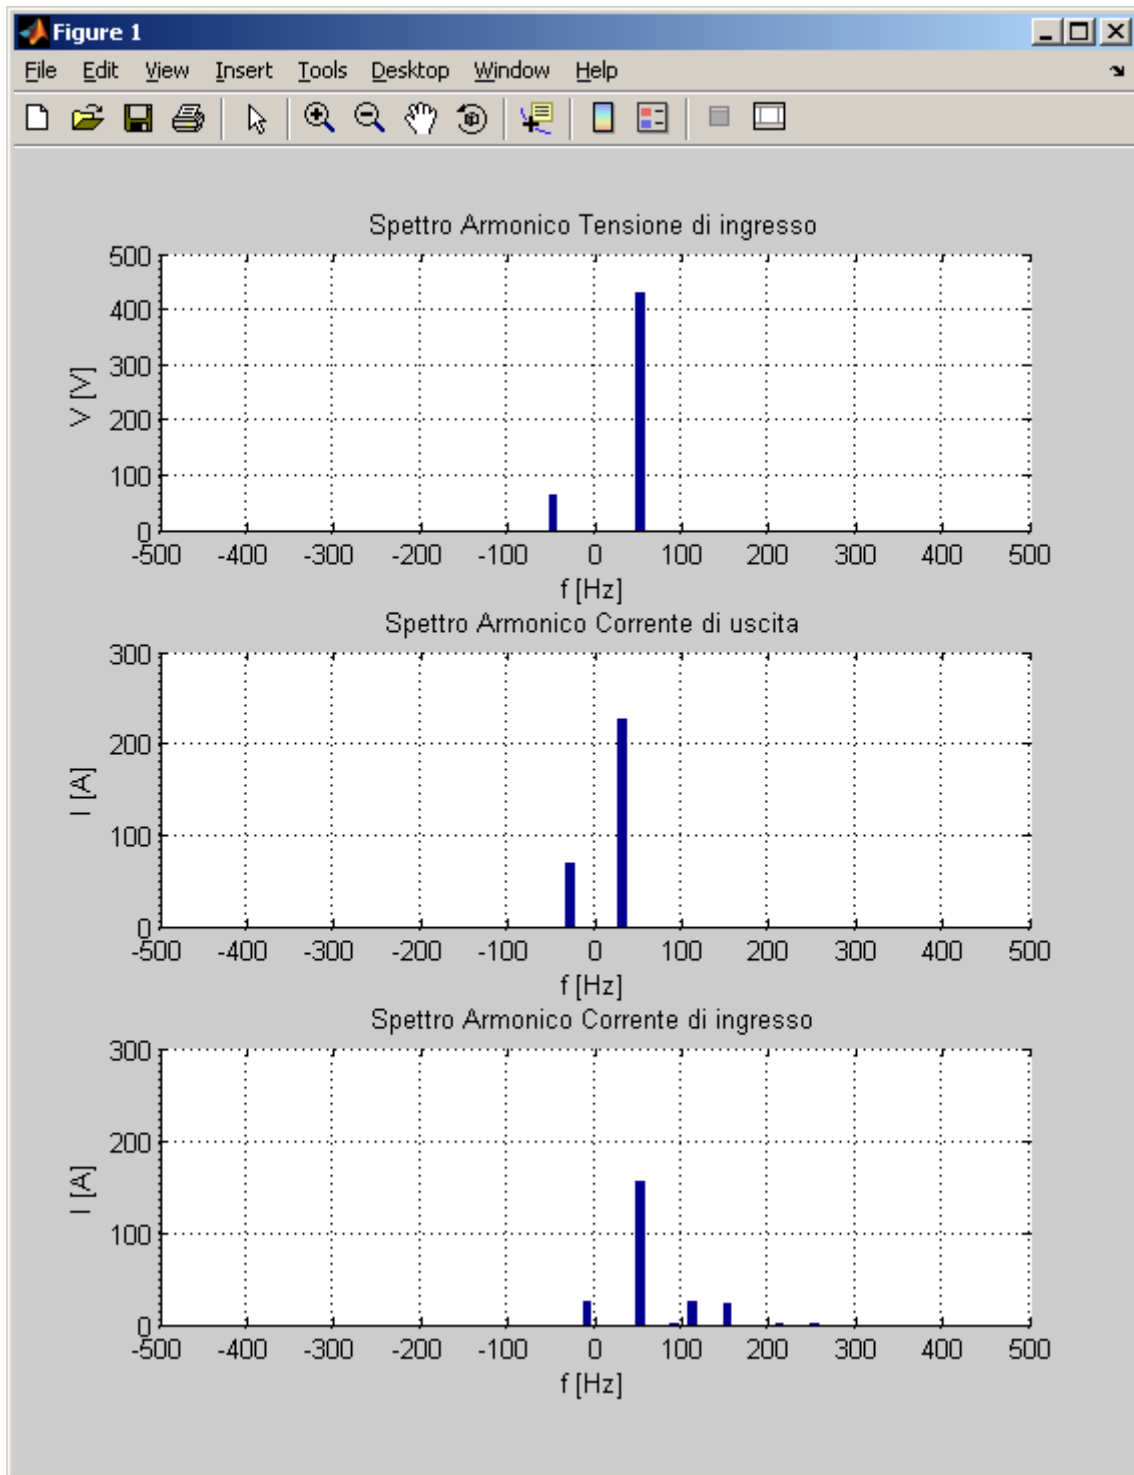 Figure 1
File Edit View Insert Tools Desktop Window Help
Spettro Armonico Tensione di ingresso
500
400
300
200
100
0
V [V]
-500 -400 -300 -200 -100 0 100 200 300 400 500
f [Hz]
Spettro Armonico Corrente di uscita
300
200
100
0
I [A]
-500 -400 -300 -200 -100 0 100 200 300 400 500
f [Hz]
Spettro Armonico Corrente di ingresso
300
200
100
0
I [A]
-500 -400 -300 -200 -100 0 100 200 300 400 500
f [Hz]